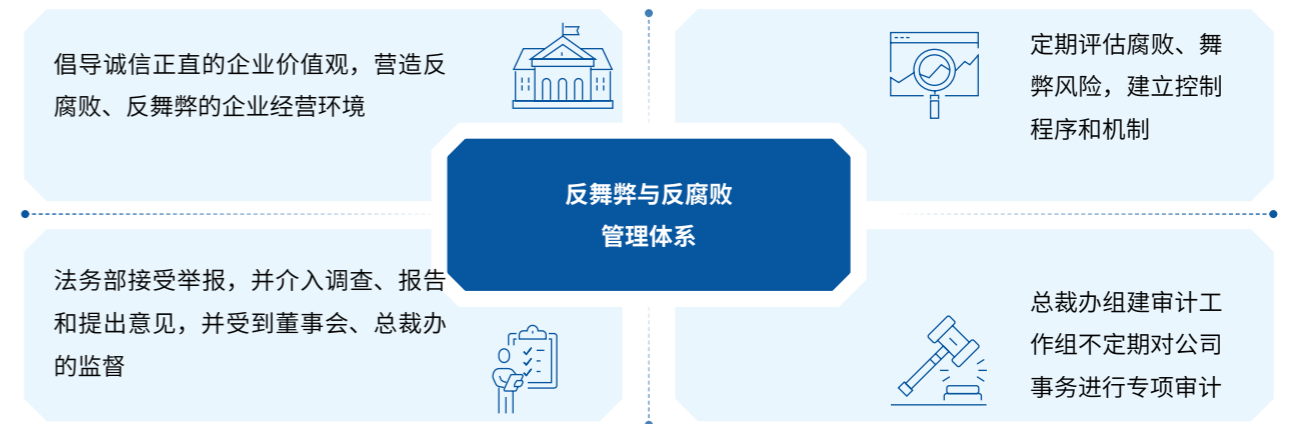 倡导诚信正直的企业价值观，营造反
腐败、反舞弊的企业经营环境
定期评估腐败、舞
弊风险，建立控制
程序和机制
反舞弊与反腐败
管理体系
法务部接受举报，并介入调查、报告
和提出意见，并受到董事会、总裁办
的监督
总裁办组建审计工
作组不定期对公司
事务进行专项审计